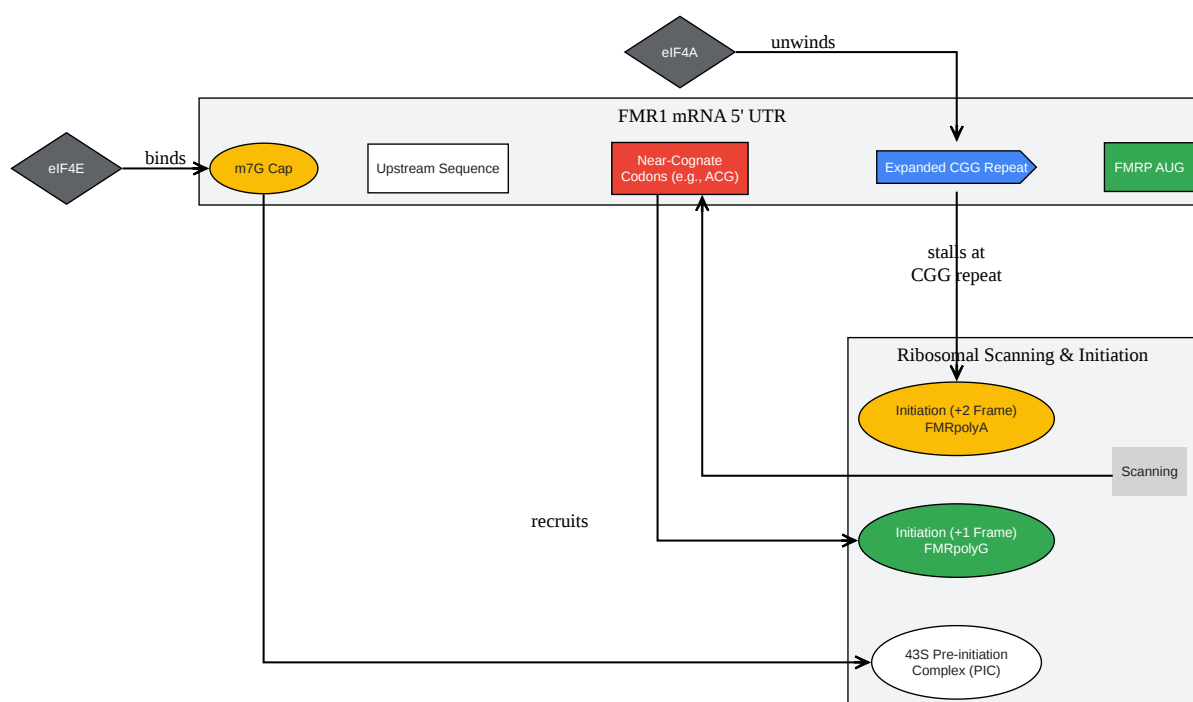 eIF4A
unwinds
FMR1 mRNA 5' UTR
eIF4E
binds
m7G Cap
Upstream Sequence
Near-Cognate
Codons (e.g., ACG)
Expanded CGG Repeat
FMRP AUG
stalls at
CGG repeat
Ribosomal Scanning & Initiation
Initiation (+2 Frame)
FMRpolyA
Scanning
recruits
Initiation (+1 Frame)
FMRpolyG
43S Pre-initiation
Complex (PIC)